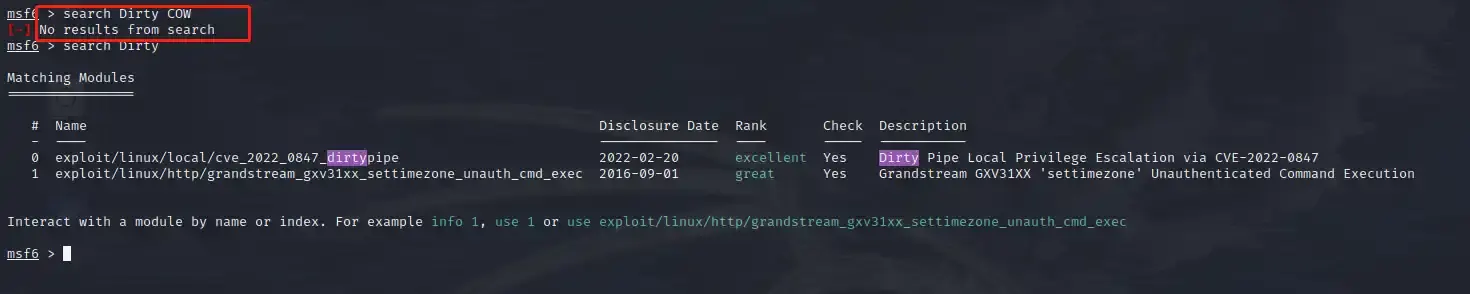 msf6 > search Dirty COW
[-] No results from search
msf6 > search Dirty
Matching Modules
================
# Name Disclosure Date Rank Check Description
- ---- --------------- ---- ----- -----------
0 exploit/linux/local/cve_2022_0847_dirtypipe 2022-02-20 excellent Yes Dirty Pipe Local Privilege Escalation via CVE-2022-0847
1 exploit/linux/http/grandstream_gxv31xx_settimezone_unauth_cmd_exec 2016-09-01 great Yes Grandstream GXV31XX 'settimezone' Unauthenticated Command Execution
Interact with a module by name or index. For example info 1, use 1 or use exploit/linux/http/grandstream_gxv31xx_settimezone_unauth_cmd_exec
msf6 >